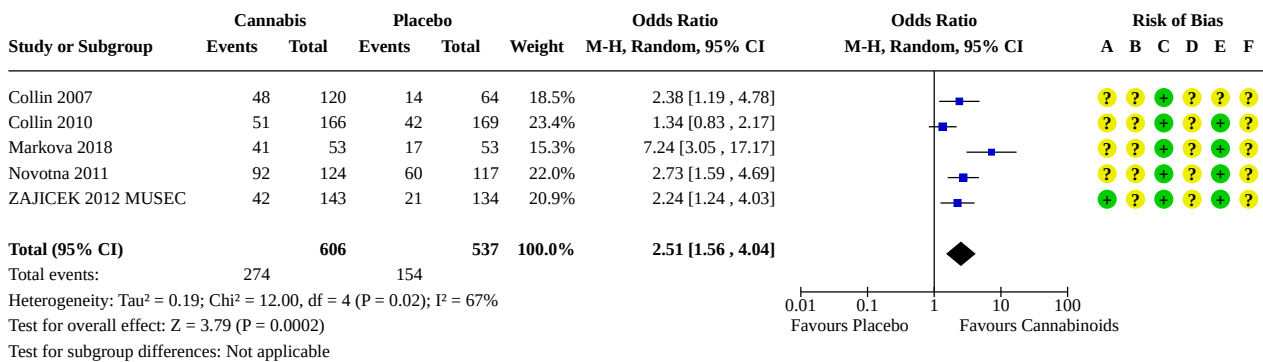 Cannabis Placebo Odds Ratio Odds Ratio Risk of Bias
Study or Subgroup Events Total Events Total Weight M-H, Random, 95% CI M-H, Random, 95% CI A B C D E F
Collin 2007 48 120 14 64 18.5% 2.38 [1.19 , 4.78] ? ? + ? ? ?
Collin 2010 51 166 42 169 23.4% 1.34 [0.83 , 2.17] ? ? + ? + ?
Markova 2018 41 53 17 53 15.3% 7.24 [3.05 , 17.17] ? ? + ? + ?
Novotna 2011 92 124 60 117 22.0% 2.73 [1.59 , 4.69] ? ? + ? + ?
ZAJICEK 2012 MUSEC 42 143 21 134 20.9% 2.24 [1.24 , 4.03] + ? + ? + ?
Total (95% CI) 606 537 100.0% 2.51 [1.56 , 4.04]
Total events: 274 154
Heterogeneity: Tau² = 0.19; Chi² = 12.00, df = 4 (P = 0.02); I² = 67%
0.01 0.1 1 10 100
Test for overall effect: Z = 3.79 (P = 0.0002) Favours Placebo Favours Cannabinoids
Test for subgroup differences: Not applicable